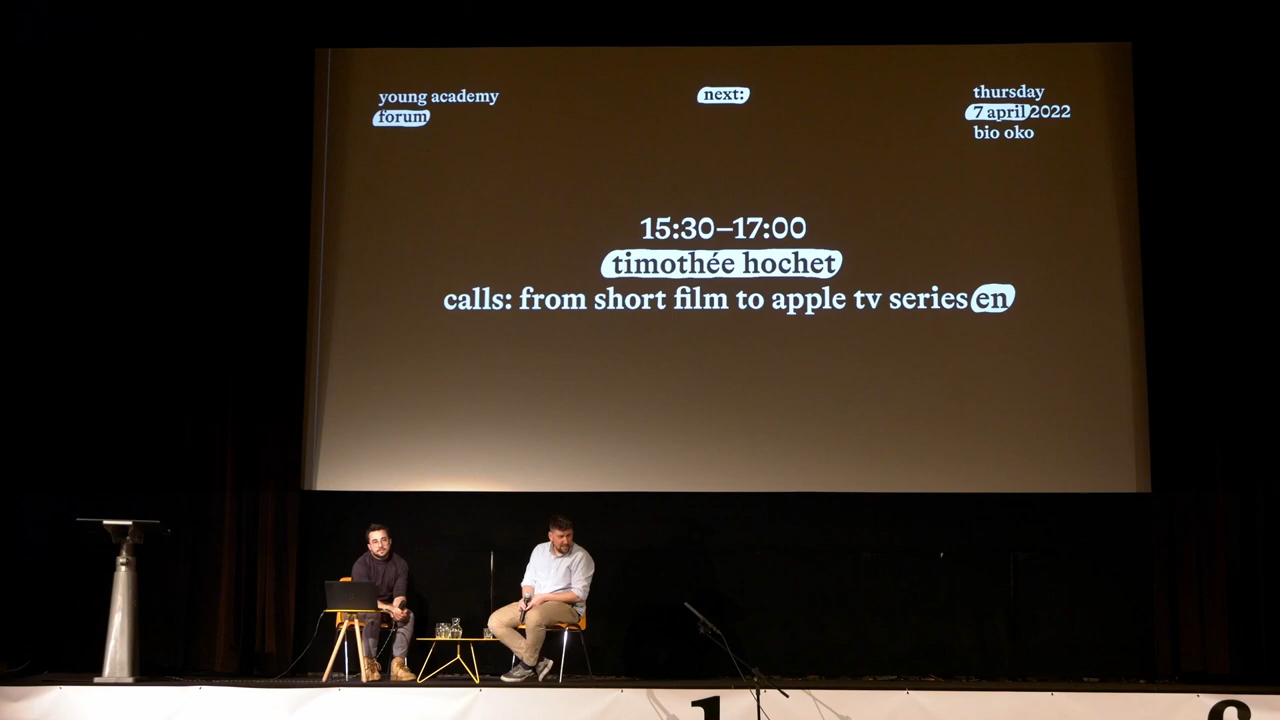 young academy
forum
next:
thursday
7 april 2022
bio oko
15:30–17:00
timothée hochet
calls: from short film to apple tv series en